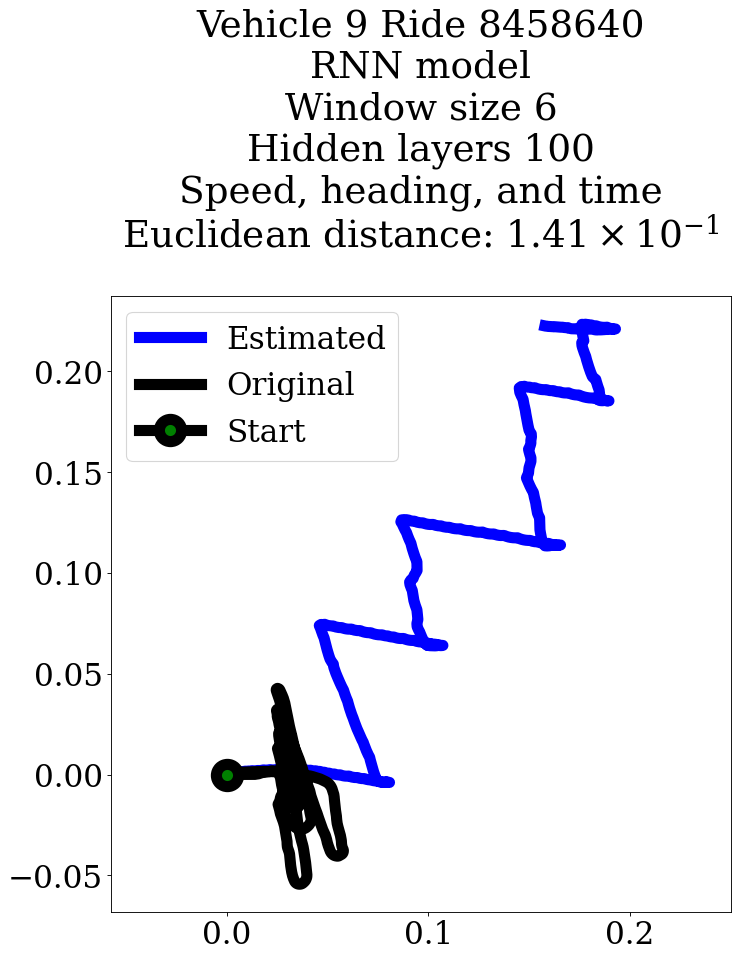 Vehicle 9 Ride 8458640
RNN model
Window size 6
Hidden layers 100
Speed, heading, and time
Euclidean distance: 1.41 × 10⁻¹
Estimated
Original
Start
0.20
0.15
0.10
0.05
0.00
−0.05
0.0 0.1 0.2